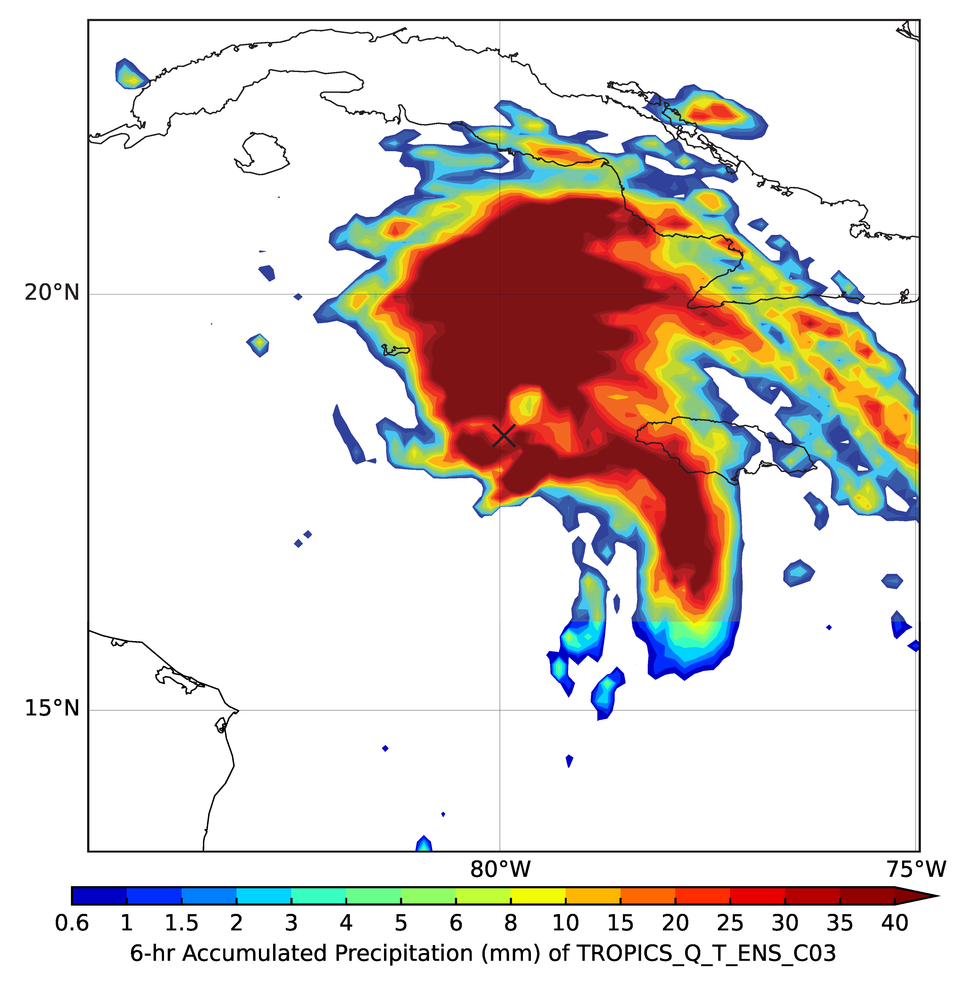 20°N
15°N
80°W 75°W
0.6 1 1.5 2 3 4 5 6 8 10 15 20 25 30 35 40
6-hr Accumulated Precipitation (mm) of TROPICS_Q_T_ENS_C03